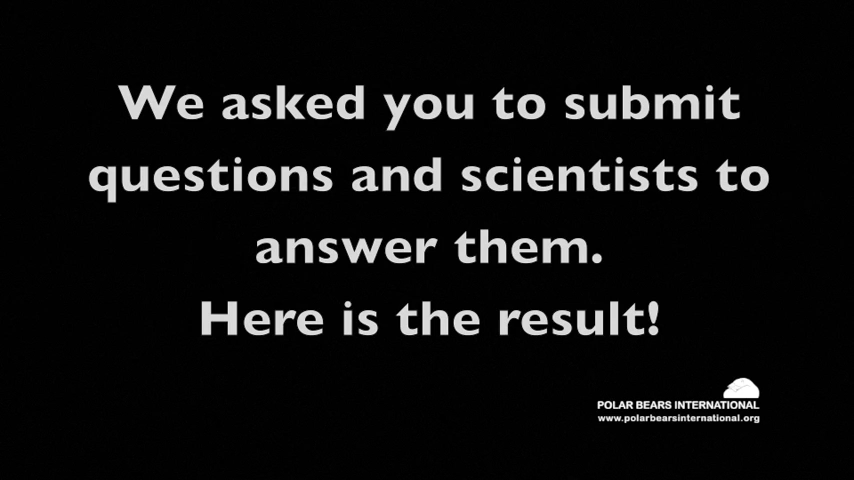 We asked you to submit
questions and scientists to
answer them.
Here is the result!
POLAR BEARS INTERNATIONAL
www.polarbearsinternational.org